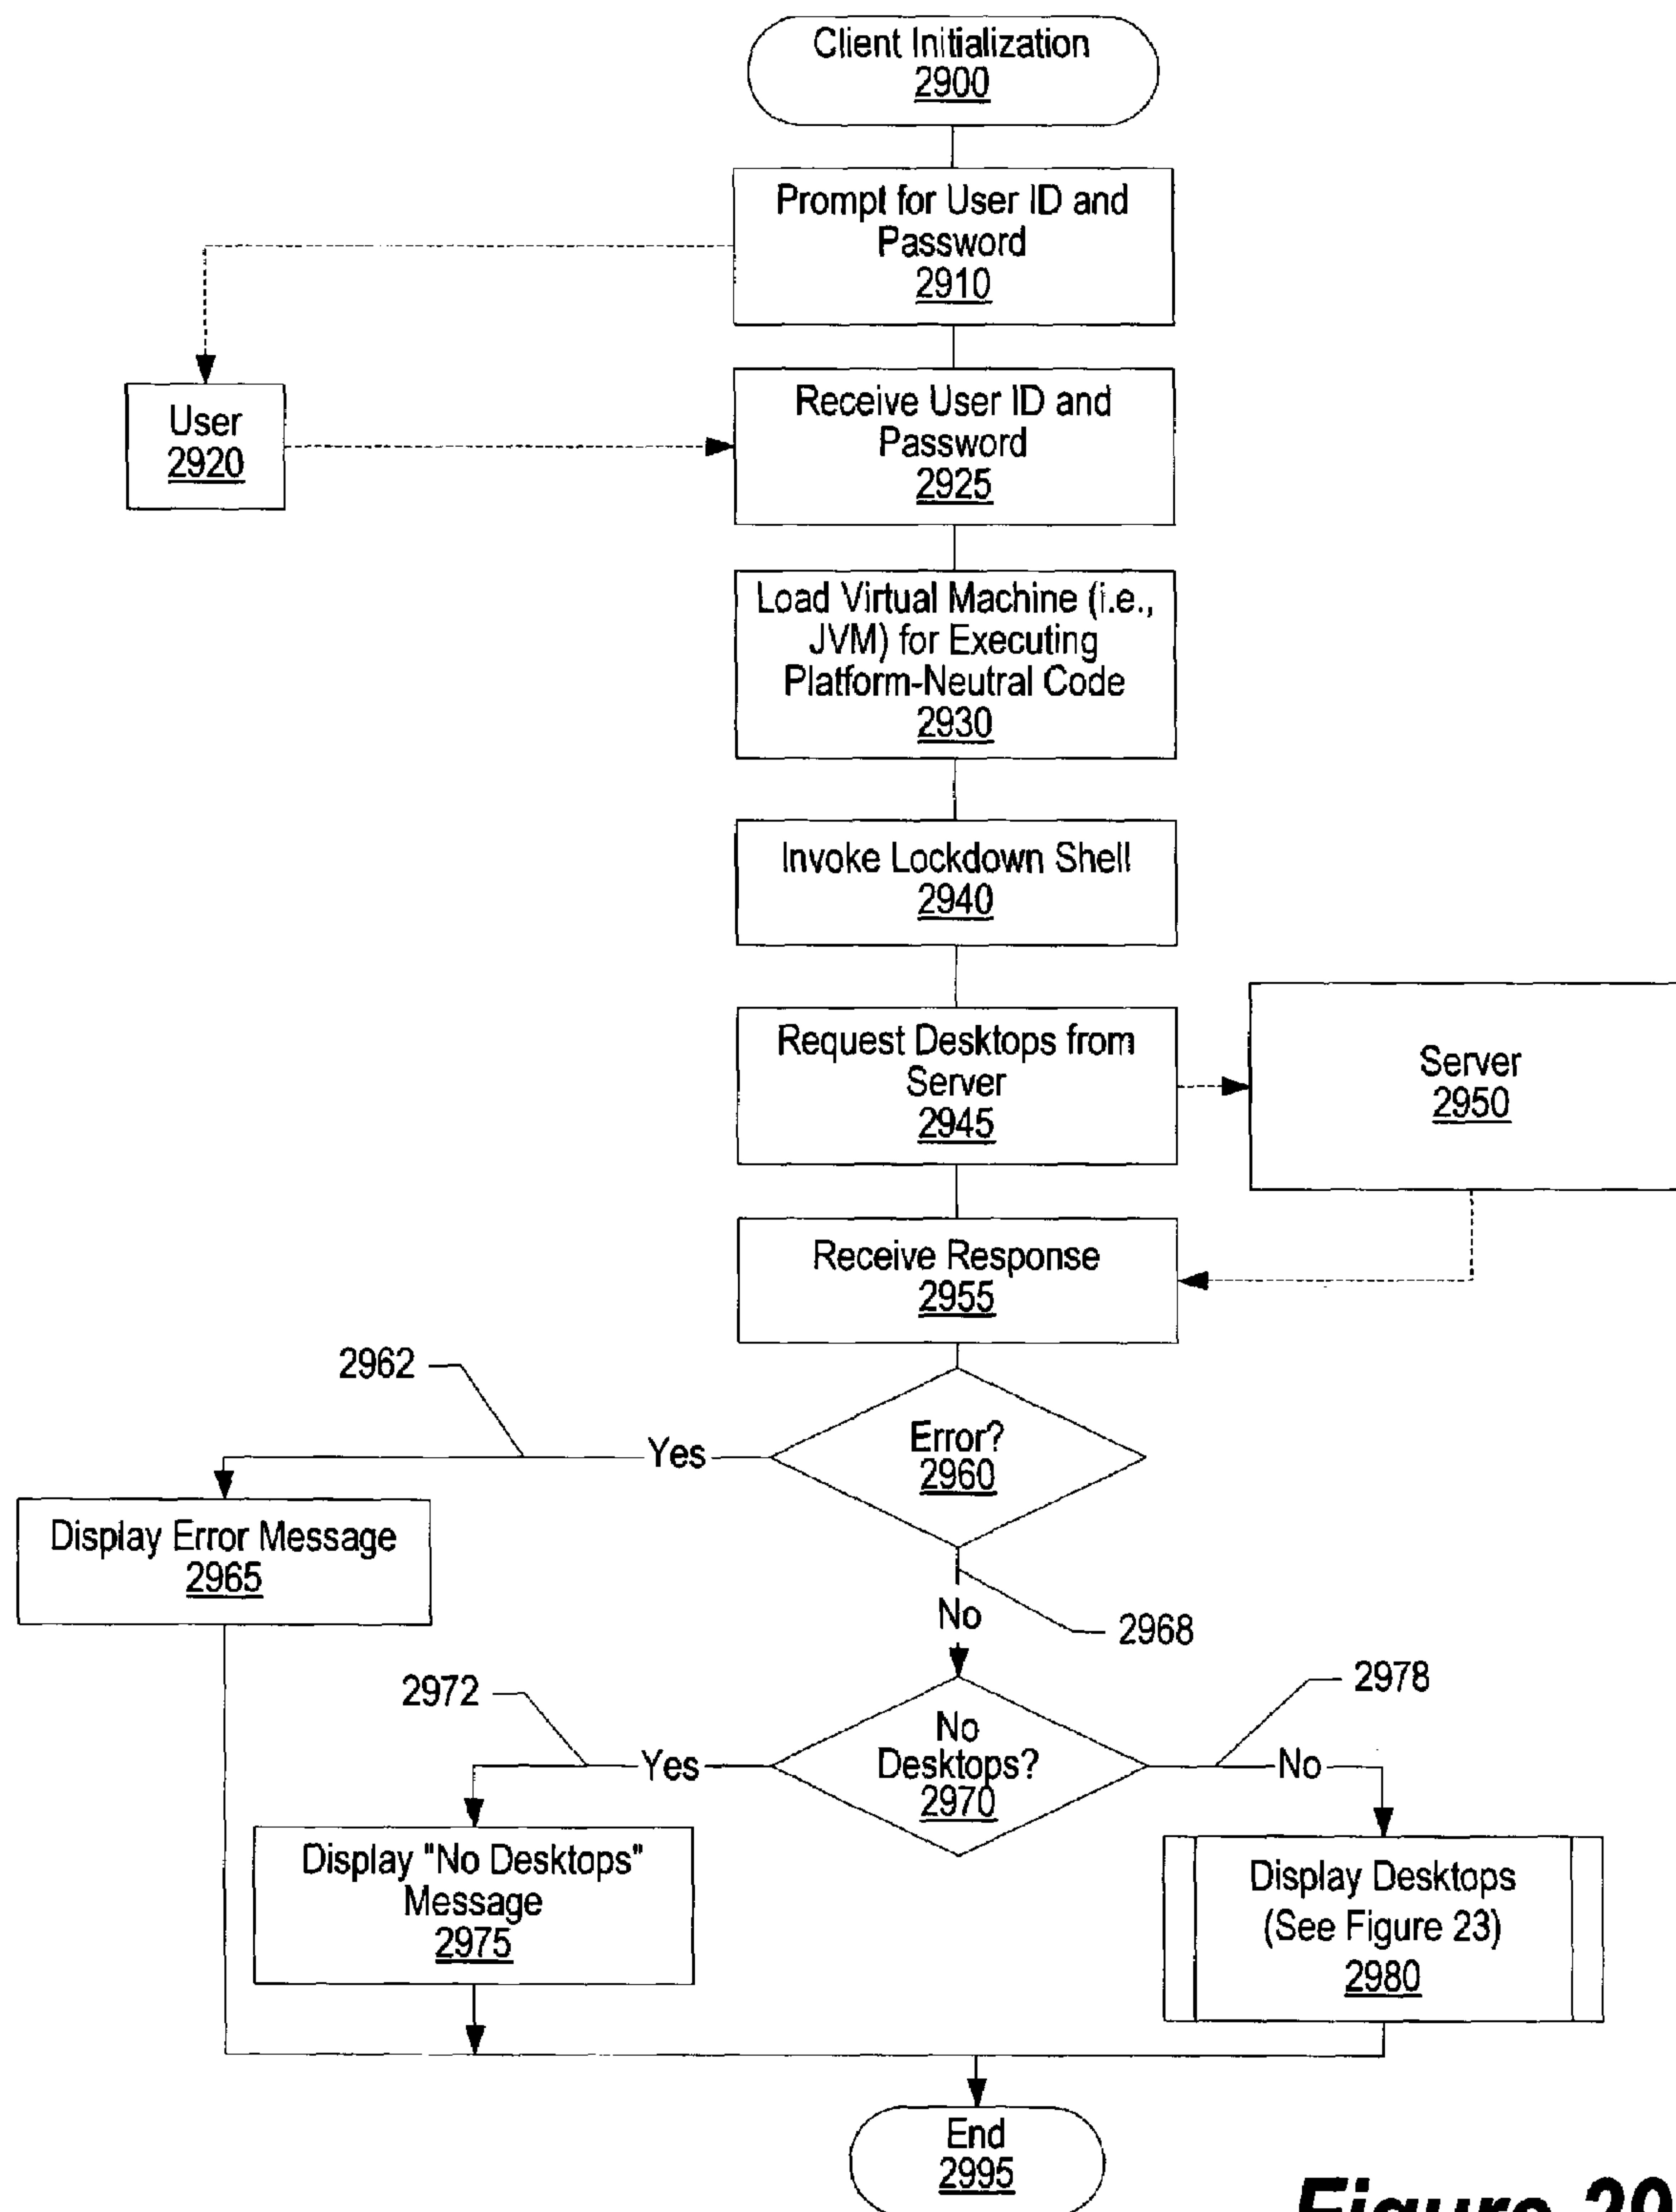 Client Initialization
2900
Prompt for User ID and
Password
2910
User
2920
Receive User ID and
Password
2925
Load Virtual Machine (i.e.,
JVM) for Executing
Platform-Neutral Code
2930
Invoke Lockdown Shell
2940
Request Desktops from
Server
2945
Server
2950
Receive Response
2955
2962
Error?
2960
Yes
Display Error Message
2965
No
2968
2972
2978
No
Desktops?
2970
Yes
No
Display "No Desktops"
Message
2975
Display Desktops
(See Figure 23)
2980
End
2995
Figure 29